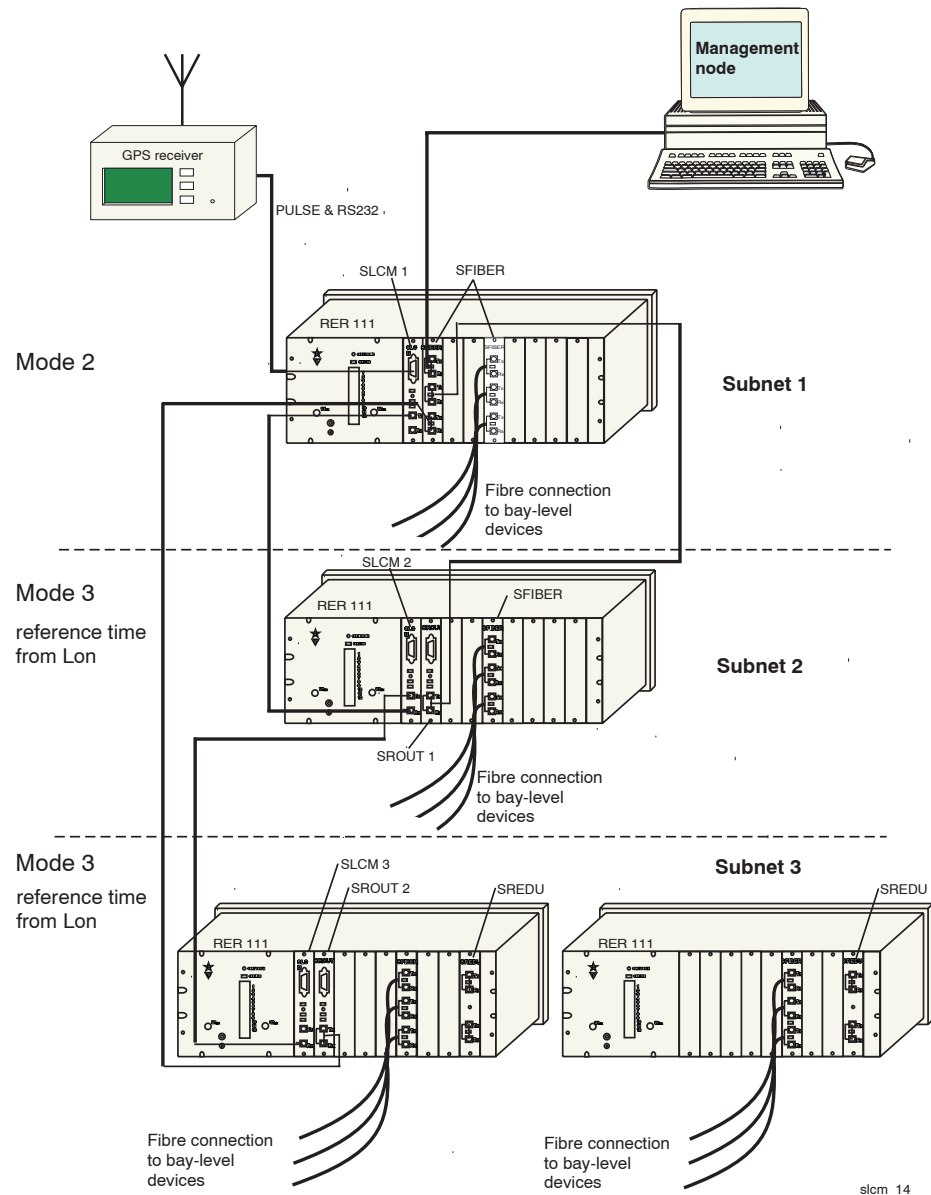 Management
node
GPS receiver
PULSE & RS232
SLCM 1
SFIBER
RER 111
SFIBER
Mode 2
Subnet 1
Fibre connection
to bay-level
devices
Mode 3
reference time
from Lon
SLCM 2
RER 111
SFIBER
Subnet 2
SROUT 1
Fibre connection
to bay-level
devices
Mode 3
reference time
from Lon
SLCM 3
SROUT 2
SREDU
RER 111
Subnet 3
SREDU
RER 111
Fibre connection
to bay-level
devices
Fibre connection
to bay-level
devices
slcm_14